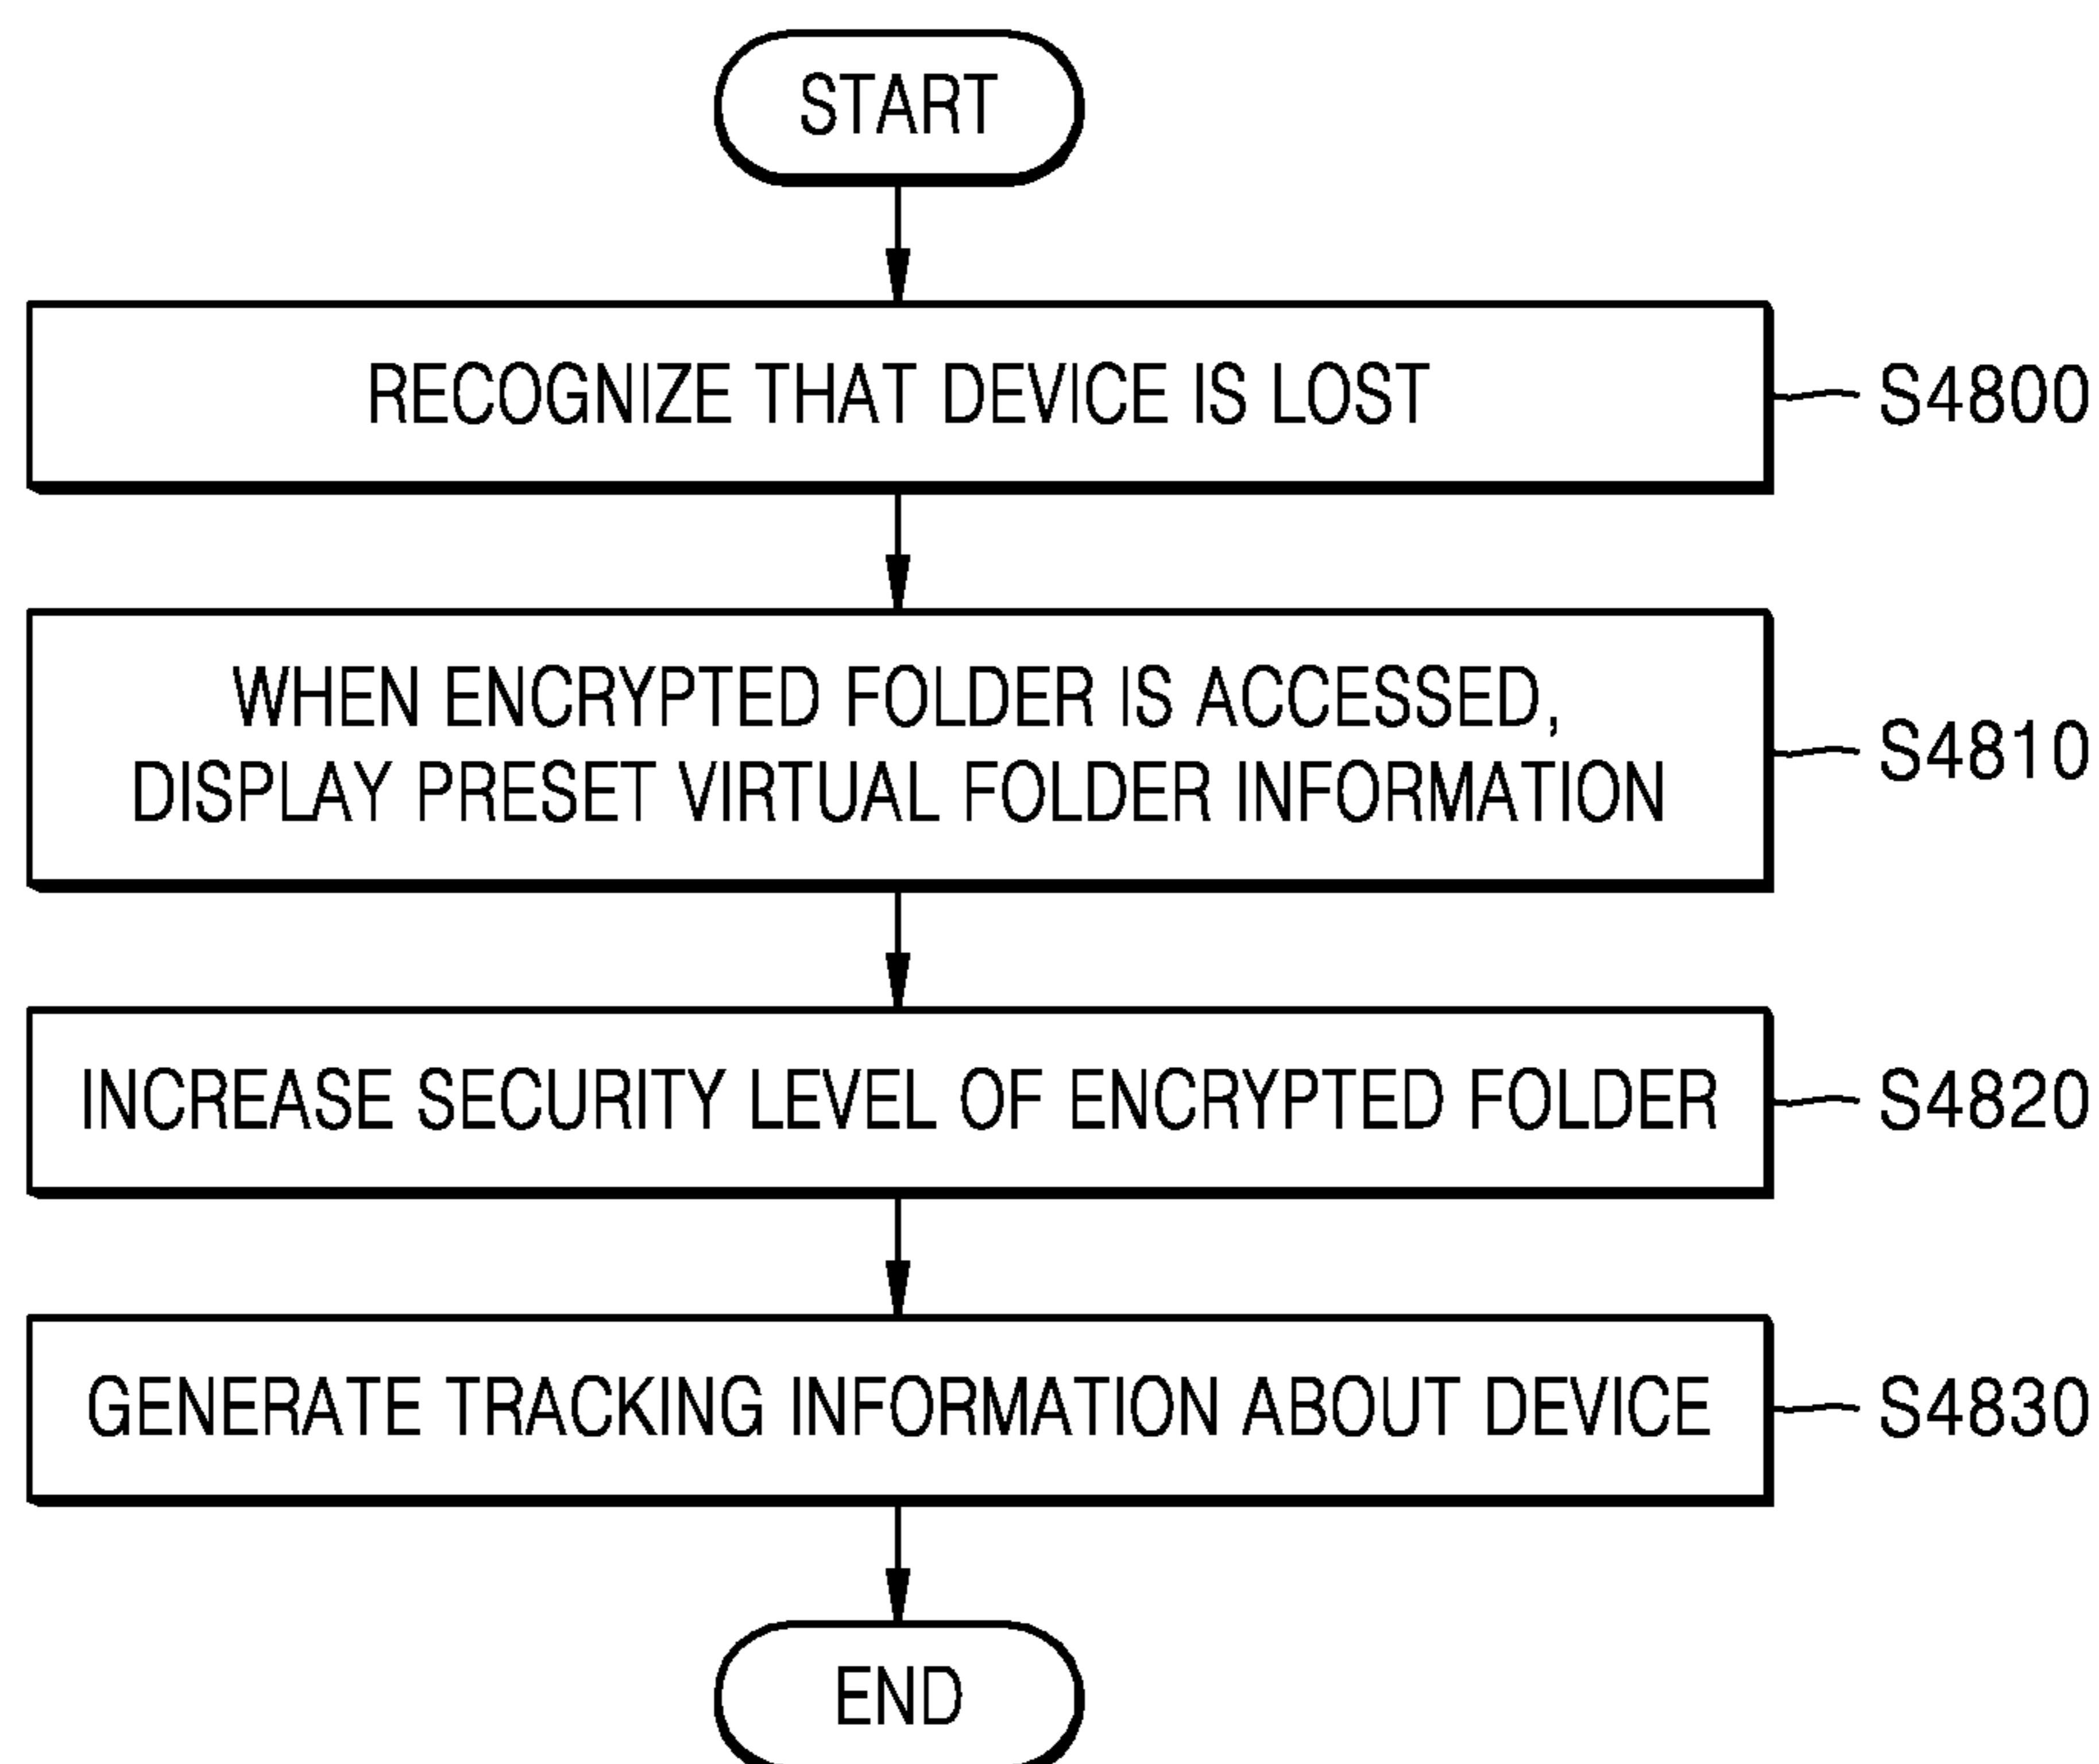 START
RECOGNIZE THAT DEVICE IS LOST
S4800
WHEN ENCRYPTED FOLDER IS ACCESSED,
DISPLAY PRESET VIRTUAL FOLDER INFORMATION
S4810
INCREASE SECURITY LEVEL OF ENCRYPTED FOLDER
S4820
GENERATE TRACKING INFORMATION ABOUT DEVICE
S4830
END